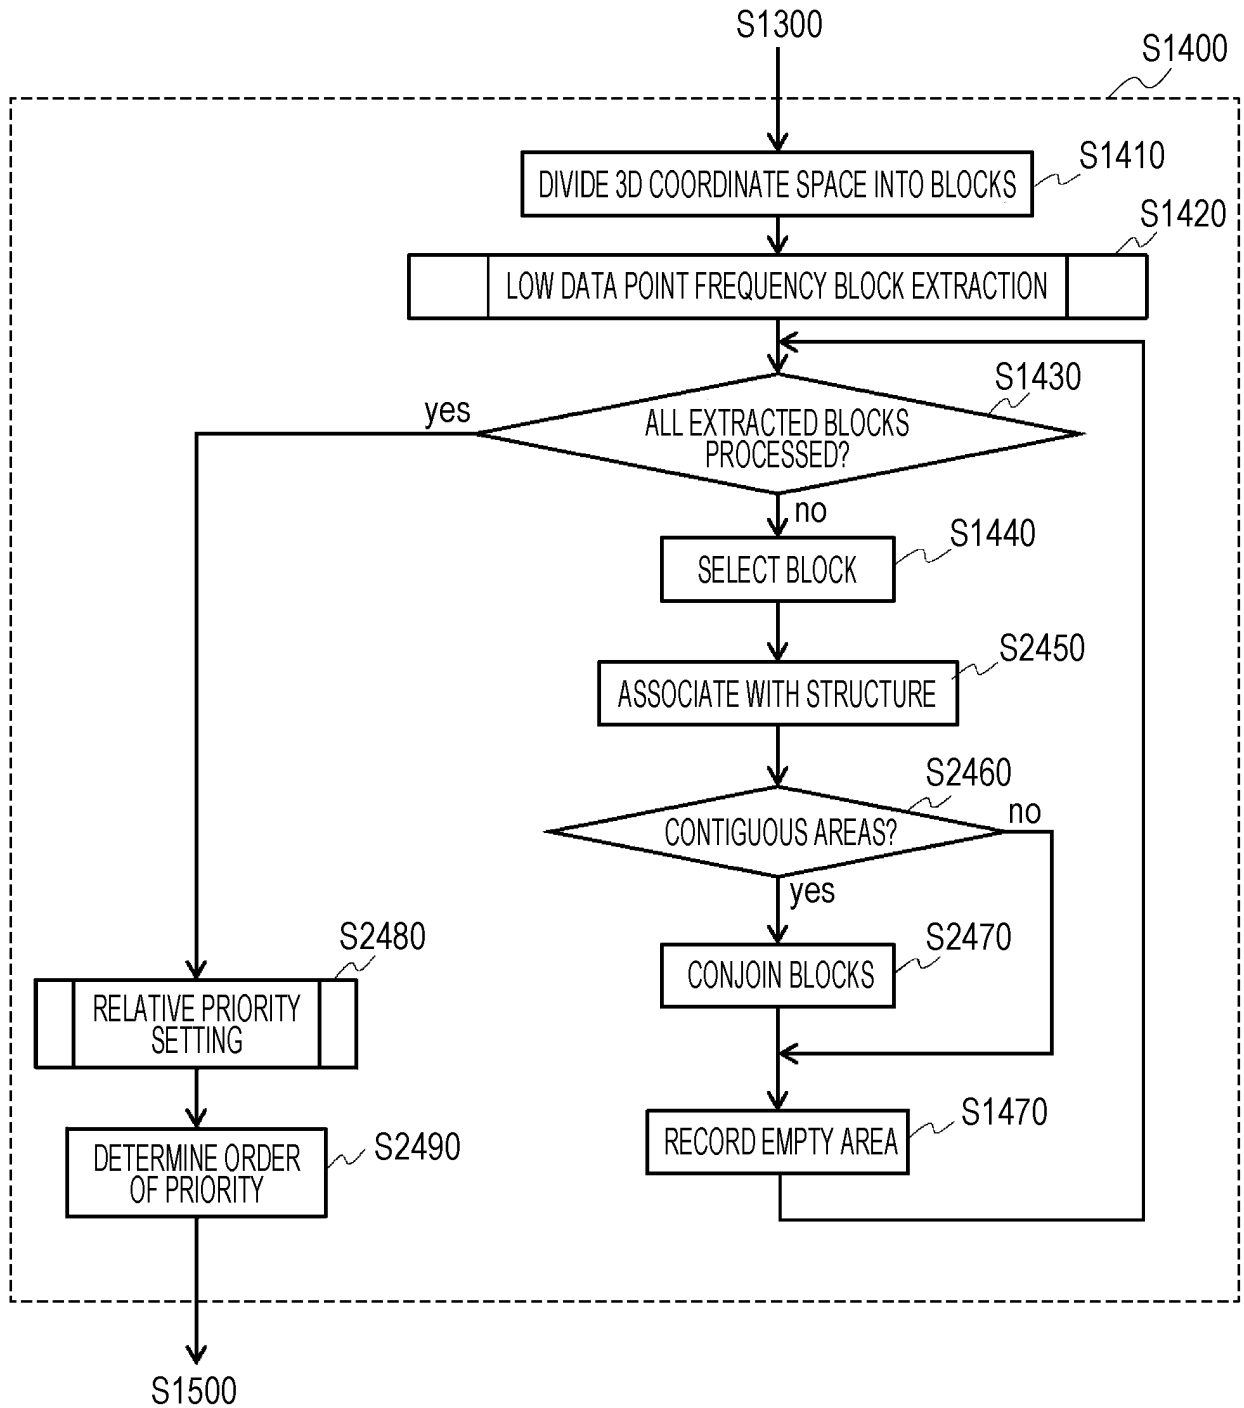 S1300
S1400
DIVIDE 3D COORDINATE SPACE INTO BLOCKS
S1410
S1420
LOW DATA POINT FREQUENCY BLOCK EXTRACTION
S1430
yes
ALL EXTRACTED BLOCKS
PROCESSED?
no
S1440
SELECT BLOCK
S2450
ASSOCIATE WITH STRUCTURE
S2460
no
CONTIGUOUS AREAS?
yes
S2470
CONJOIN BLOCKS
S2480
RELATIVE PRIORITY
SETTING
S1470
RECORD EMPTY AREA
S2490
DETERMINE ORDER
OF PRIORITY
S1500